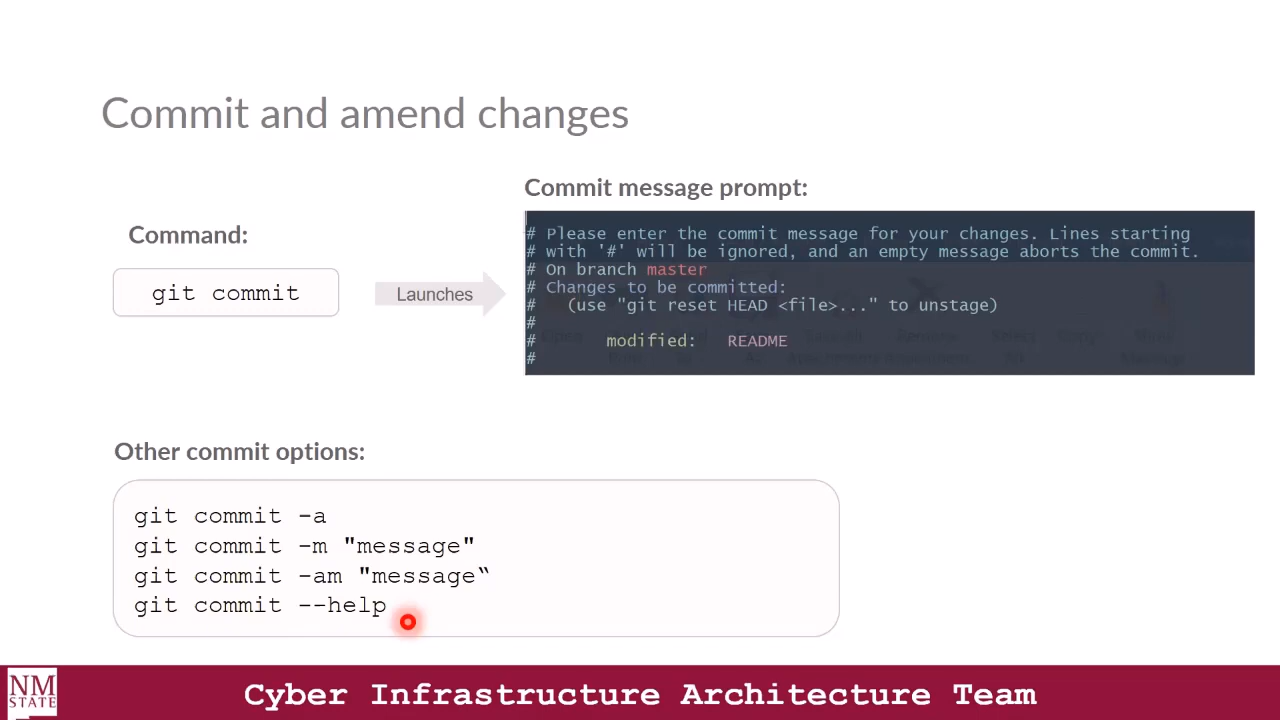 Commit and amend changes
Commit message prompt:
Command:
git commit
Launches
# Please enter the commit message for your changes. Lines starting
# with '#' will be ignored, and an empty message aborts the commit.
# On branch master
# Changes to be committed:
#   (use "git reset HEAD <file>..." to unstage)
#
#       modified:   README
#
Other commit options:
git commit -a
git commit -m "message"
git commit -am "message“
git commit --help
NM
STATE
Cyber Infrastructure Architecture Team